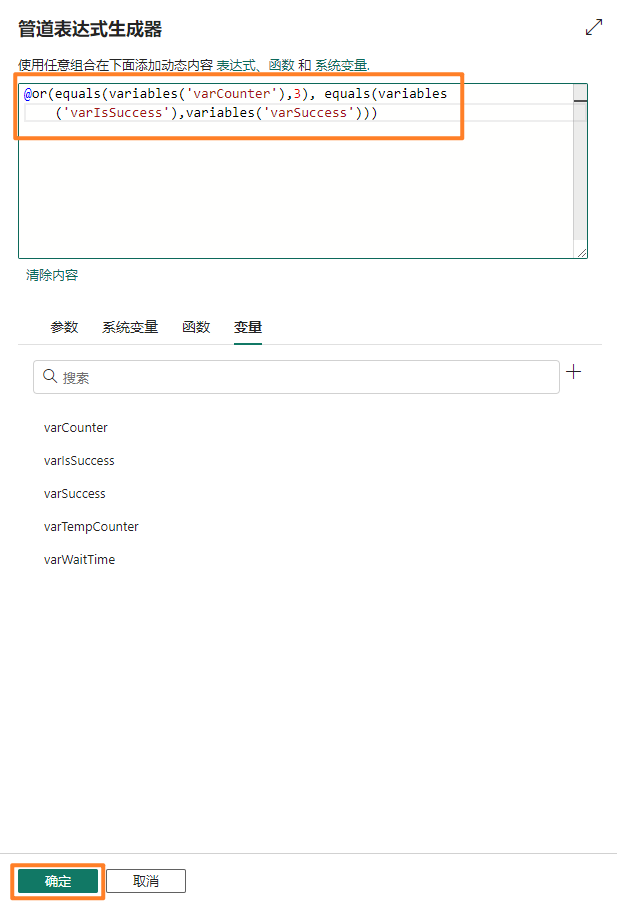 管道表达式生成器
使用任意组合在下面添加动态内容 表达式、函数 和 系统变量.
@or(equals(variables('varCounter'),3), equals(variables
('varIsSuccess'),variables('varSuccess')))
清除内容
参数 系统变量 函数 变量
搜索
varCounter
varIsSuccess
varSuccess
varTempCounter
varWaitTime
确定 取消